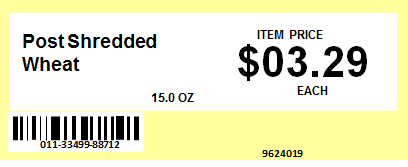 Post Shredded
Wheat
15.0 OZ
ITEM PRICE
$03.29
EACH
011-33499-88712
9624019